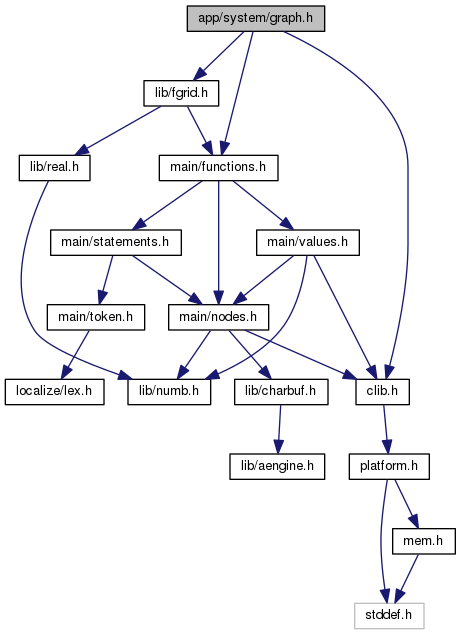 app/system/graph.h
lib/fgrid.h
lib/real.h
main/functions.h
main/statements.h
main/values.h
main/token.h
main/nodes.h
localize/lex.h
lib/numb.h
lib/charbuf.h
clib.h
lib/aengine.h
platform.h
mem.h
stddef.h